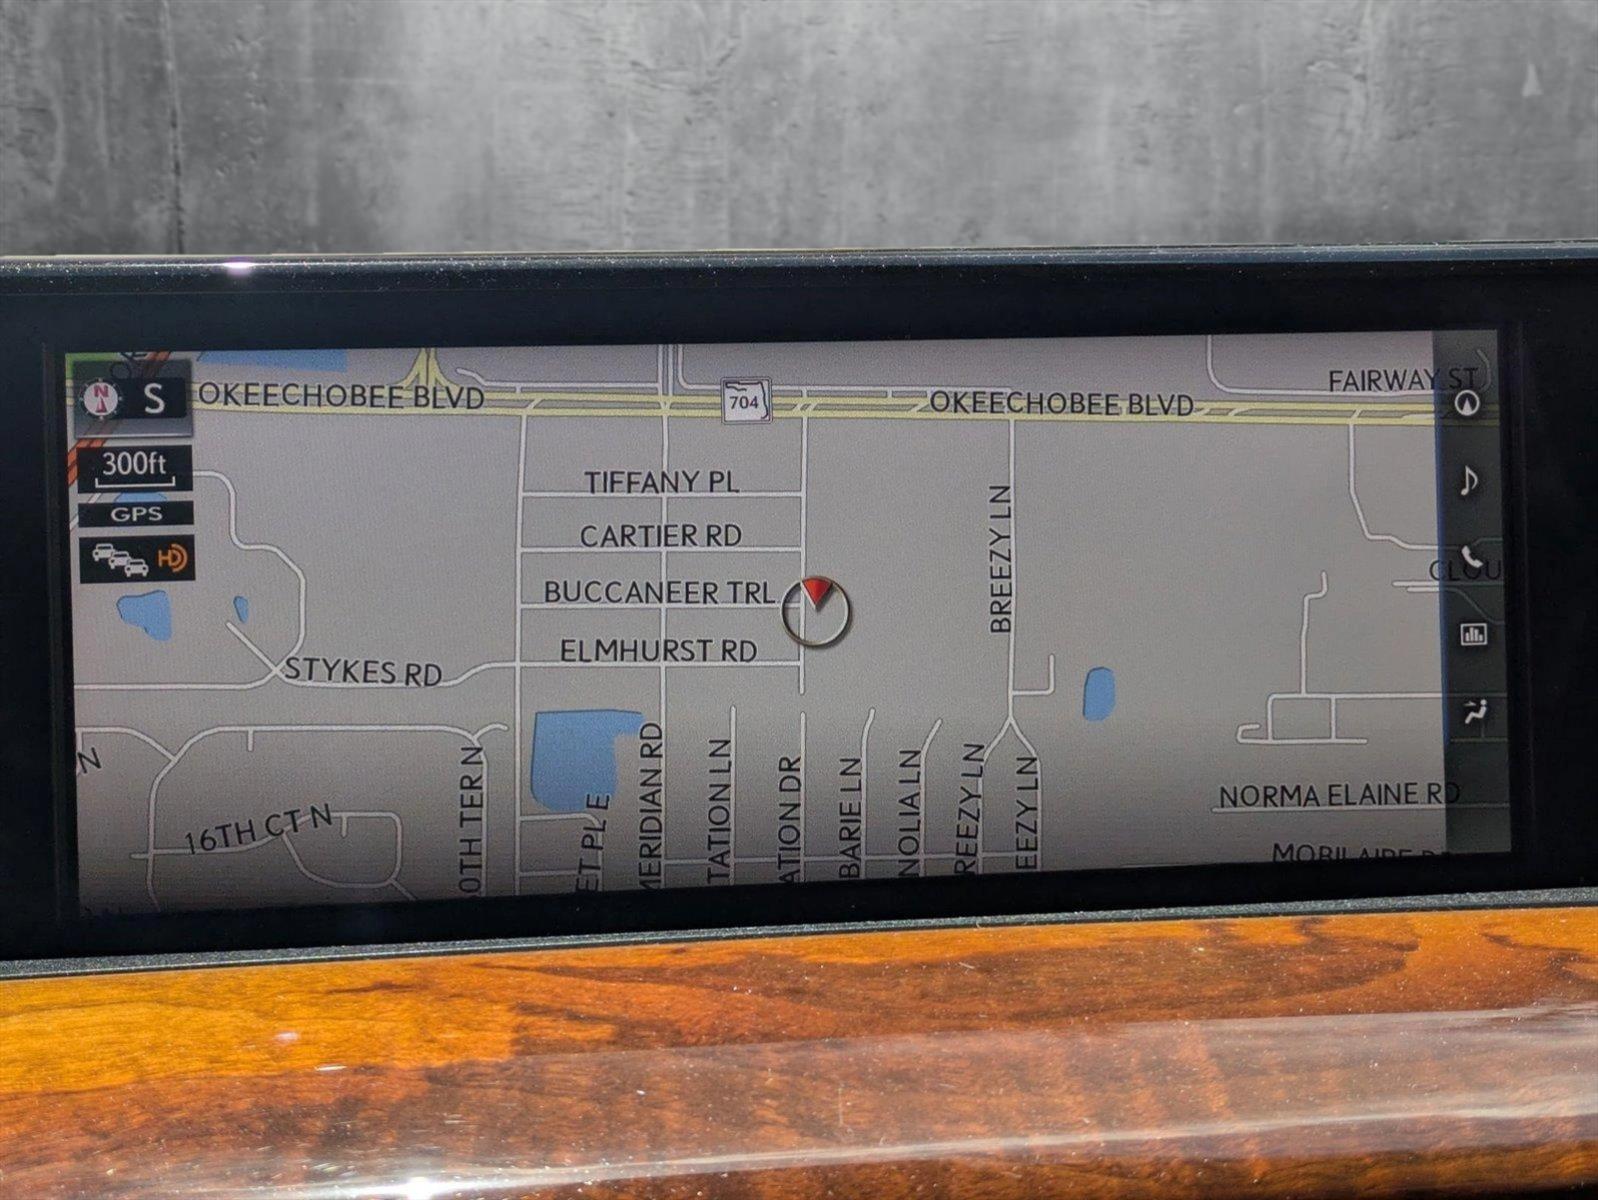 N
S
OKEECHOBEE BLVD
704
OKEECHOBEE BLVD
FAIRWAY ST
300ft
GPS
HD
TIFFANY PL
CARTIER RD
BUCCANEER TRL
ELMHURST RD
STYKES RD
BREEZY LN
CLOU
N
16TH CT N
0TH TER N
ET PL E
MERIDIAN RD
TATION LN
ATION DR
BARIE LN
NOLIA LN
REEZY LN
EEZY LN
NORMA ELAINE RD
MOBILAIRE